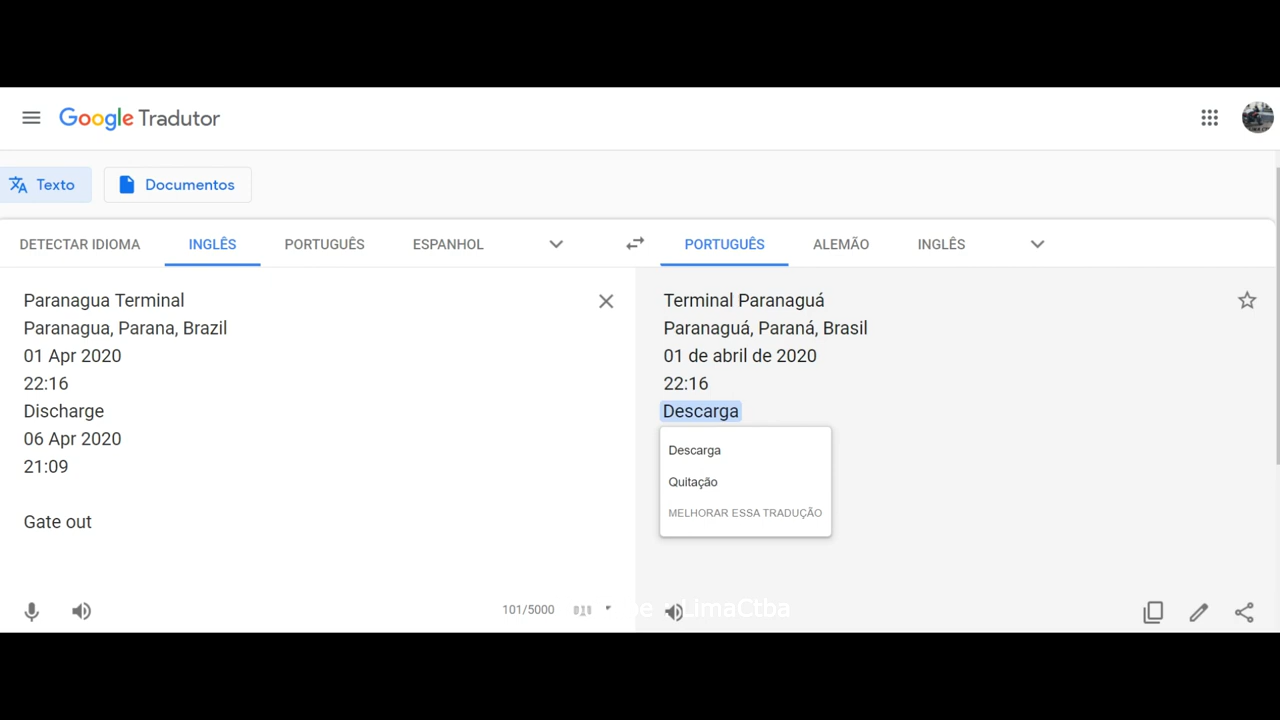 Google Tradutor
Texto
Documentos
DETECTAR IDIOMA
INGLÊS
PORTUGUÊS
ESPANHOL
PORTUGUÊS
ALEMÃO
INGLÊS
Paranagua Terminal
Paranagua, Parana, Brazil
01 Apr 2020
22:16
Discharge
06 Apr 2020
21:09
Gate out
101/5000
Terminal Paranaguá
Paranaguá, Paraná, Brasil
01 de abril de 2020
22:16
Descarga
Descarga
Quitação
MELHORAR ESSA TRADUÇÃO
LimaCtba